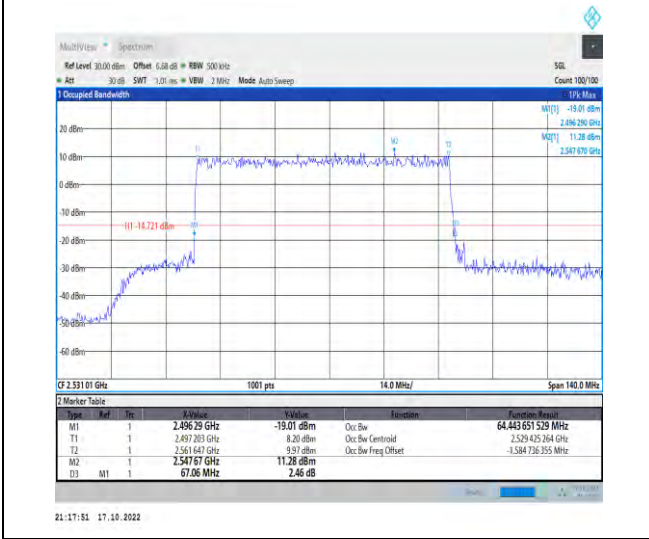 MultiView Spectrum
Ref Level 30.00 dBm Offset 6.68 dB RBW 500 kHz SGL
Att 30 dB SWT 1.01 ms VBW 2 MHz Mode Auto Sweep Count 100/100
1 Occupied Bandwidth 1Pk Max
M1[1] -19.01 dBm
2.496 290 GHz
M2[1] 11.28 dBm
2.547 670 GHz
20 dBm
M2
T1
T2
10 dBm
0 dBm
-10 dBm
H1 -14.721 dBm
M1
D3
-20 dBm
-30 dBm
-40 dBm
-50 dBm
-60 dBm
CF 2.531 01 GHz 1001 pts 14.0 MHz/ Span 140.0 MHz
2 Marker Table
Type Ref Trc X-Value Y-Value Function Function Result
M1 1 2.496 29 GHz -19.01 dBm Occ Bw 64.443 651 529 MHz
T1 1 2.497 203 GHz 8.20 dBm Occ Bw Centroid 2.529 425 264 GHz
T2 1 2.561 647 GHz 9.97 dBm Occ Bw Freq Offset -1.584 736 355 MHz
M2 1 2.547 67 GHz 11.28 dBm
D3 M1 1 67.06 MHz 2.46 dB
21:17:51 17.10.2022